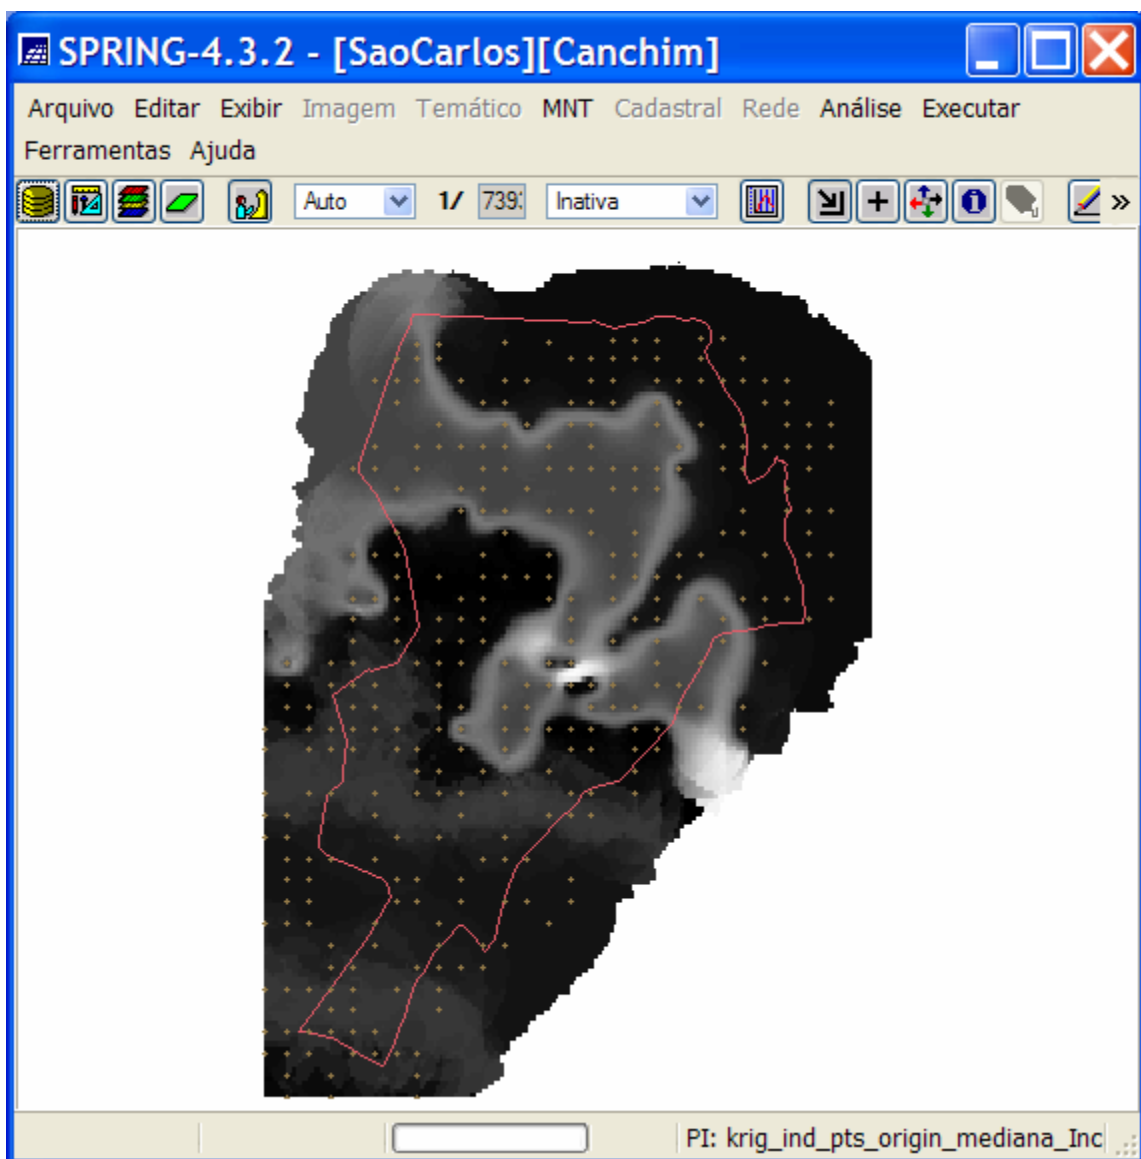 SPRING-4.3.2 - [SaoCarlos][Canchim]
Arquivo Editar Exibir Imagem Temático MNT Cadastral Rede Análise Executar
Ferramentas Ajuda
Auto 1/ Inativa
PI: krig_ind_pts_origin_mediana_Inc